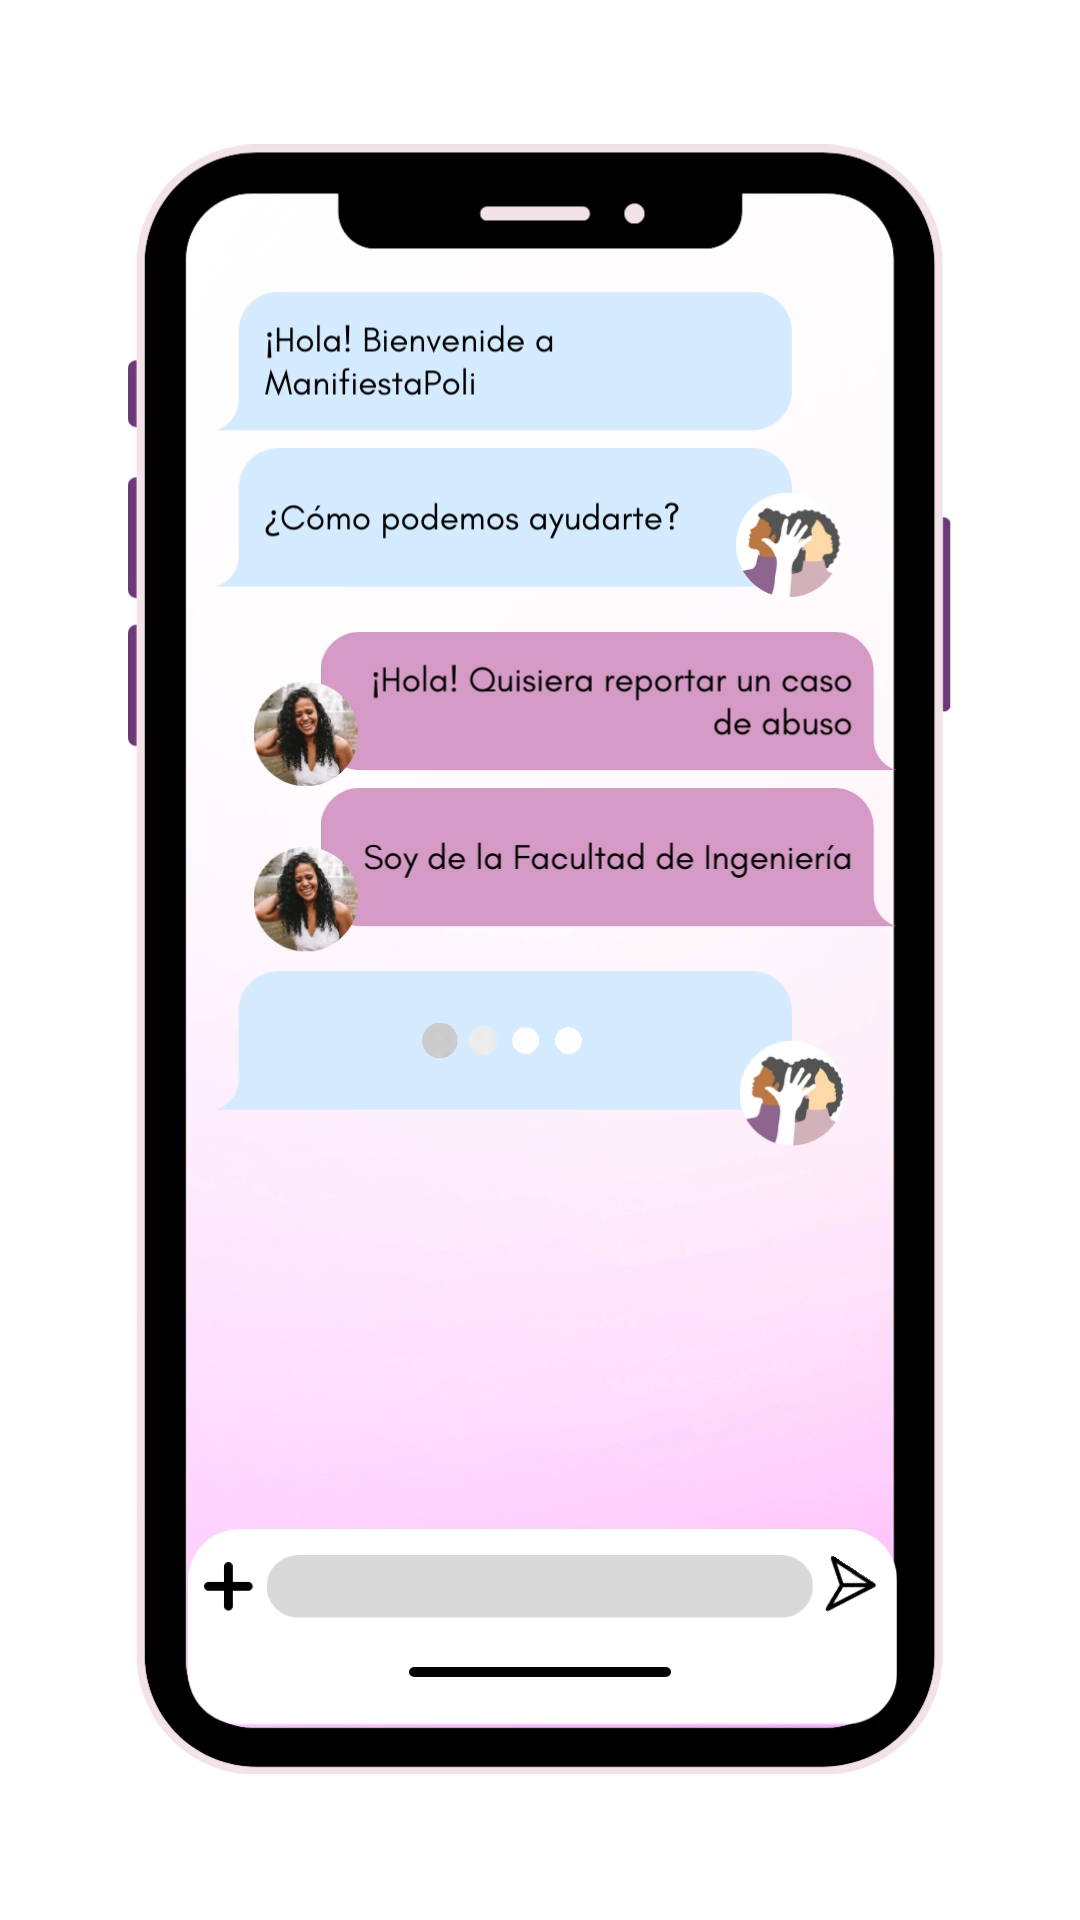 ¡Hola! Bienvenide a
ManifiestaPoli
¿Cómo podemos ayudarte?
¡Hola! Quisiera reportar un caso
de abuso
Soy de la Facultad de Ingeniería